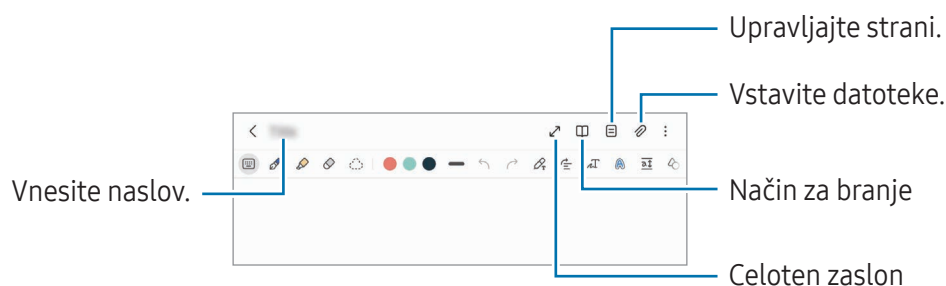 Upravljajte strani.
Vstavite datoteke.
Vnesite naslov.
Način za branje
Celoten zaslon